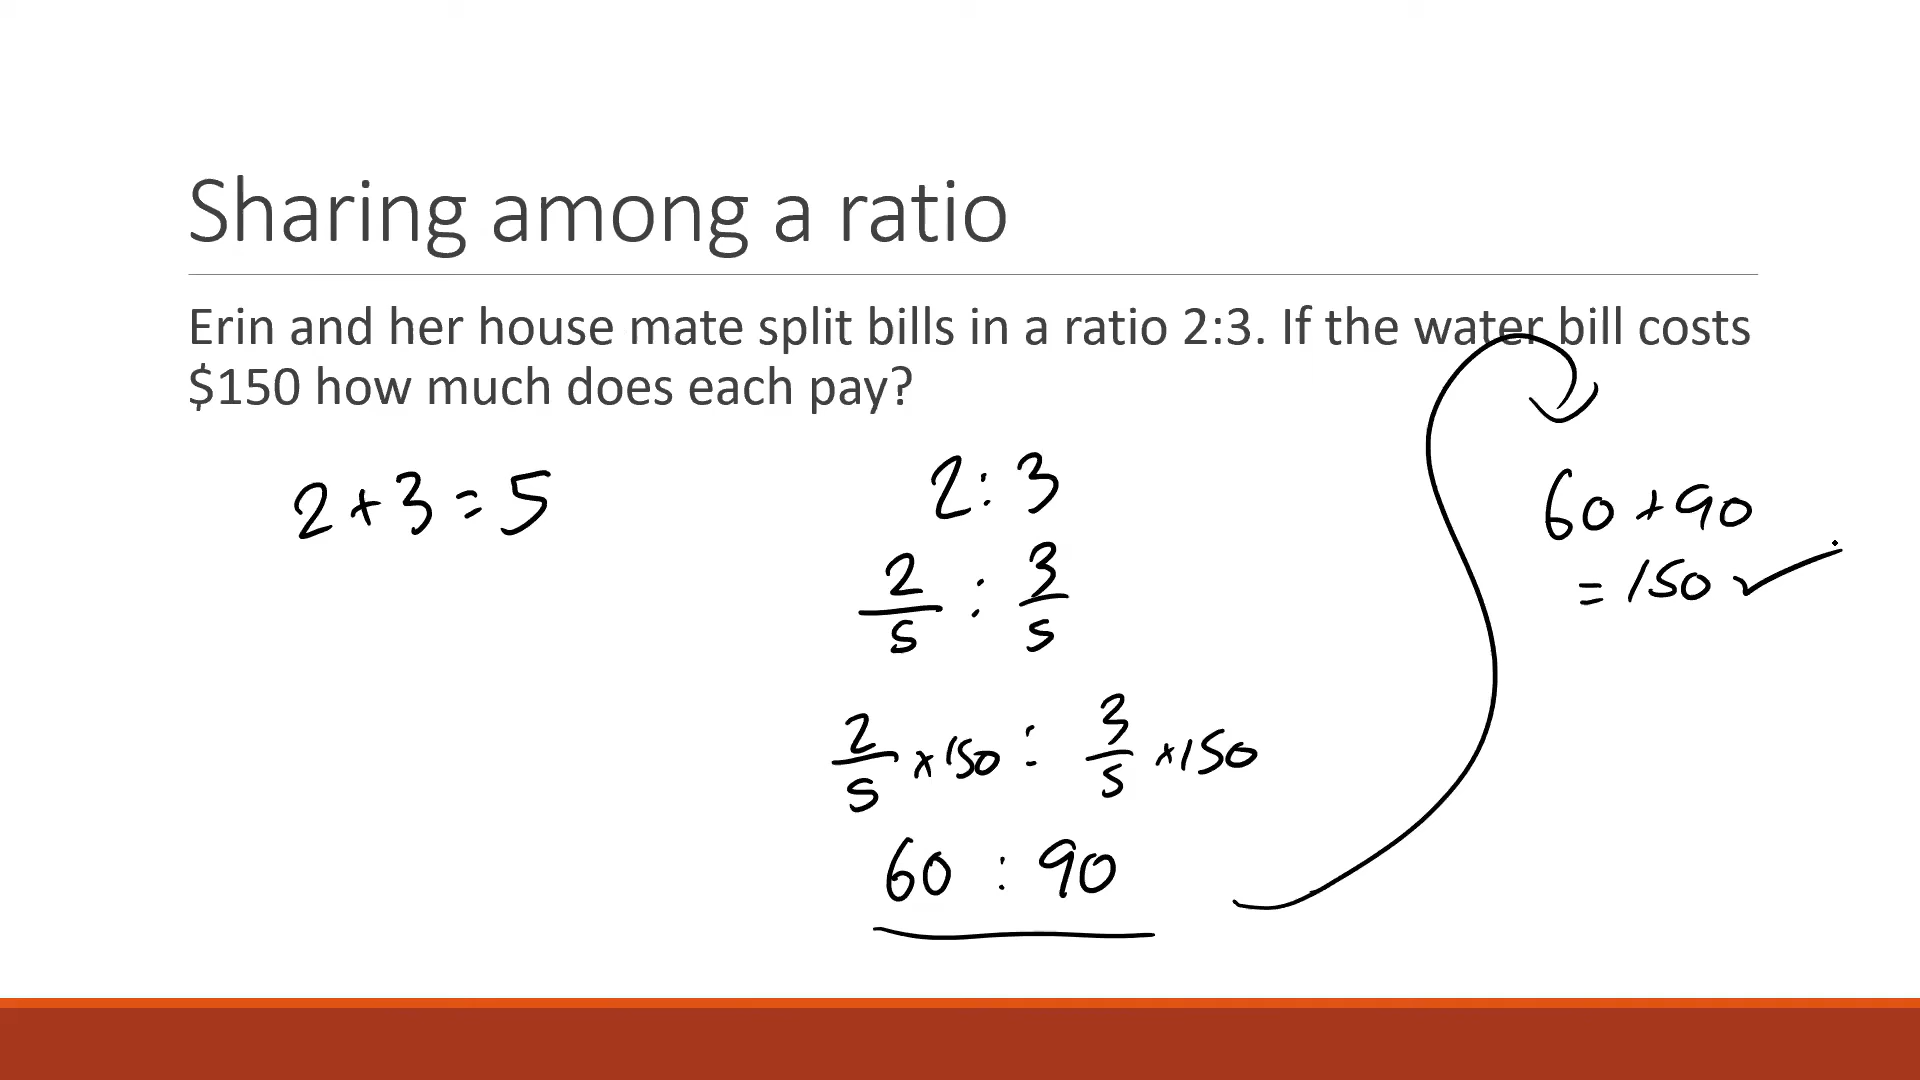 Sharing among a ratio
Erin and her house mate split bills in a ratio 2:3. If the water bill costs
$150 how much does each pay?
2 + 3 = 5
2 : 3
2/5 : 3/5
2/5 × 150 : 3/5 × 150
60 : 90
60 + 90
= 150 ✓